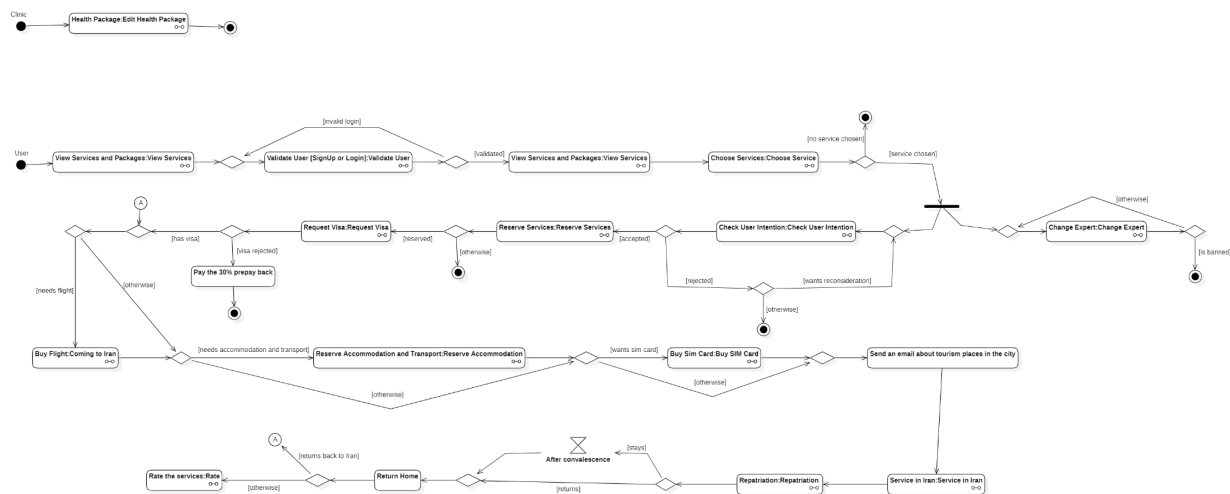 Clinic
Health Package:Edit Health Package
[invalid login]
[no service chosen]
User
View Services and Packages:View Services
Validate User [SignUp or Login]:Validate User
[validated]
View Services and Packages:View Services
Choose Services:Choose Service
[service chosen]
[otherwise]
A
[has visa]
[visa rejected]
Request Visa:Request Visa
[reserved]
[otherwise]
Reserve Services:Reserve Services
[accepted]
Check User Intention:Check User Intention
Change Expert:Change Expert
[is banned]
Pay the 30% prepay back
[rejected]
[wants reconsideration]
[otherwise]
[needs flight]
[otherwise]
Buy Flight:Coming to Iran
[needs accommodation and transport]
Reserve Accommodation and Transport:Reserve Accommodation
[wants sim card]
Buy Sim Card:Buy SIM Card
Send an email about tourism places in the city
[otherwise]
[otherwise]
A
[returns back to Iran]
After convalescence
[stays]
Rate the services:Rate
[otherwise]
Return Home
[returns]
Repatriation:Repatriation
Service in Iran:Service in Iran